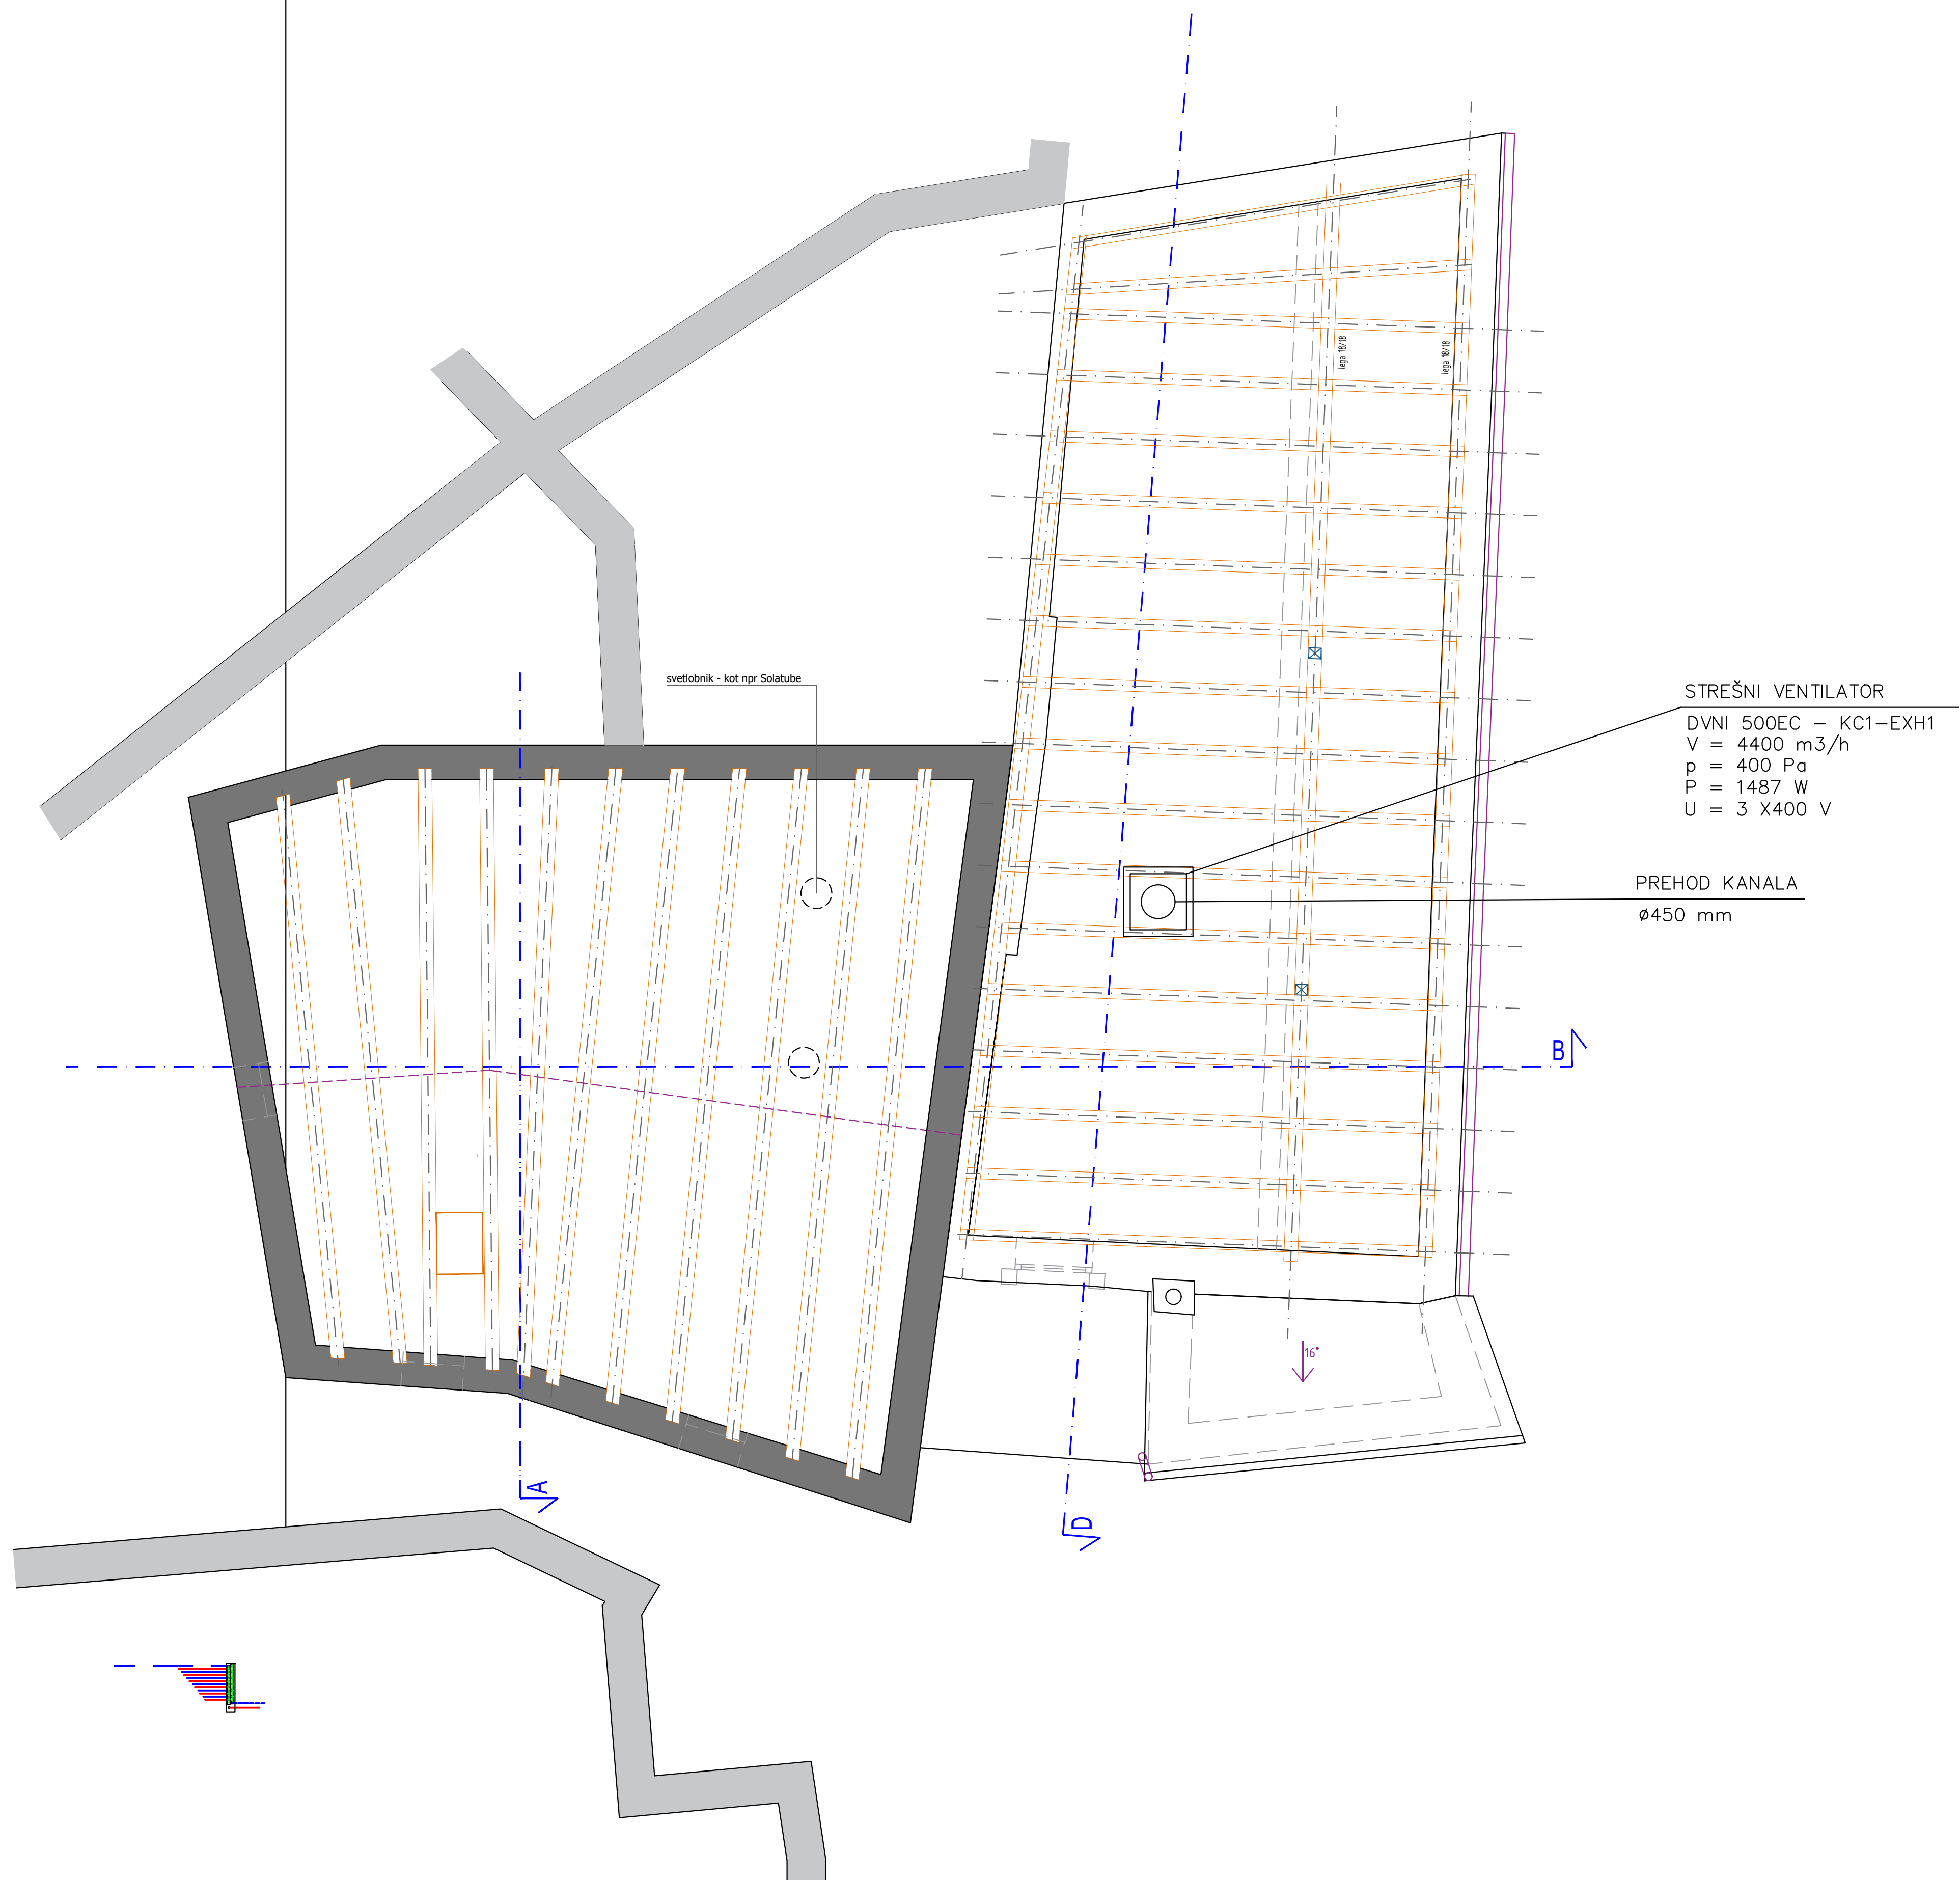 lega 18/18
lega 18/18
svetlobnik - kot npr Solatube
STREŠNI VENTILATOR
DVNI 500EC – KC1–EXH1
V = 4400 m3/h
p = 400 Pa
P = 1487 W
U = 3 X400 V
PREHOD KANALA
ø450 mm
B
16°
A
D